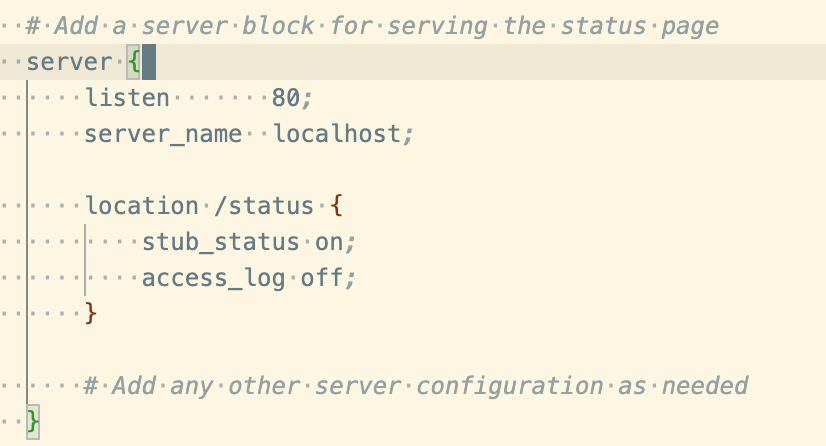 # Add a server block for serving the status page
server {
listen       80;
server_name  localhost;
location /status {
stub_status on;
access_log off;
}
# Add any other server configuration as needed
}